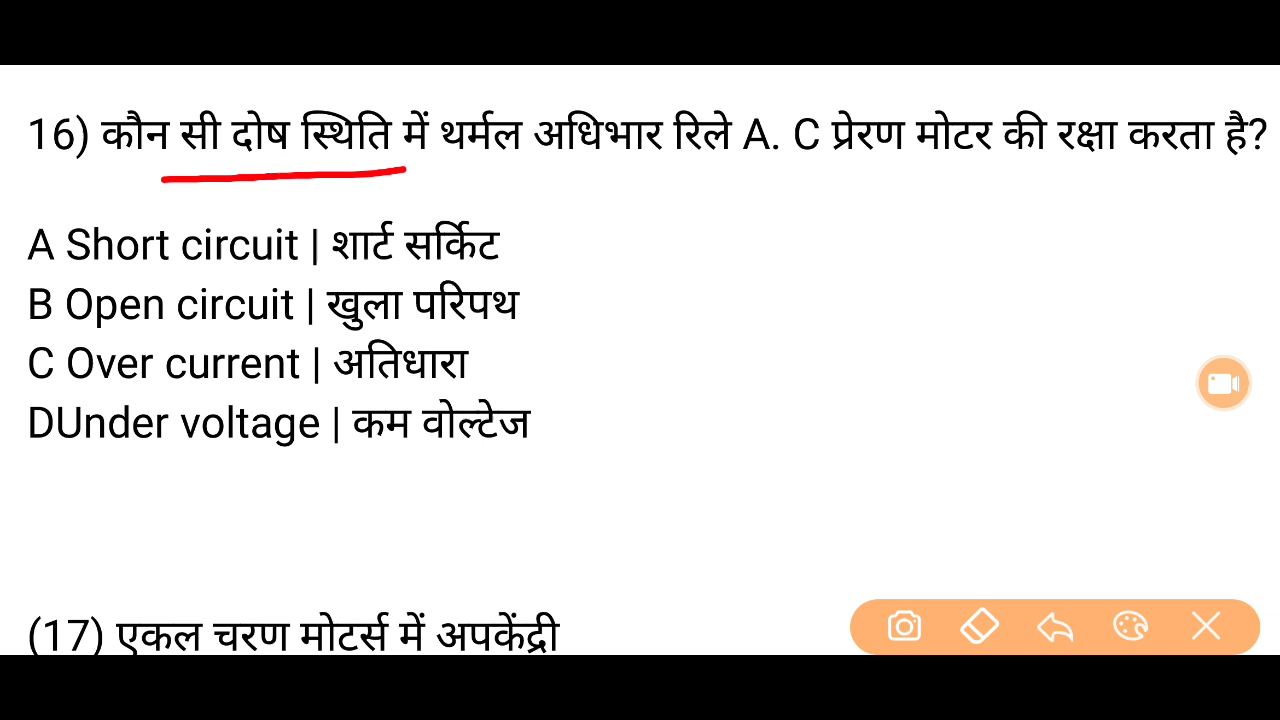 16) कौन सी दोष स्थिति में थर्मल अधिभार रिले A. C प्रेरण मोटर की रक्षा करता है?
A Short circuit | शार्ट सर्किट
B Open circuit | खुला परिपथ
C Over current | अतिधारा
DUnder voltage | कम वोल्टेज
(17) एकल चरण मोटर्स में अपकेंद्री